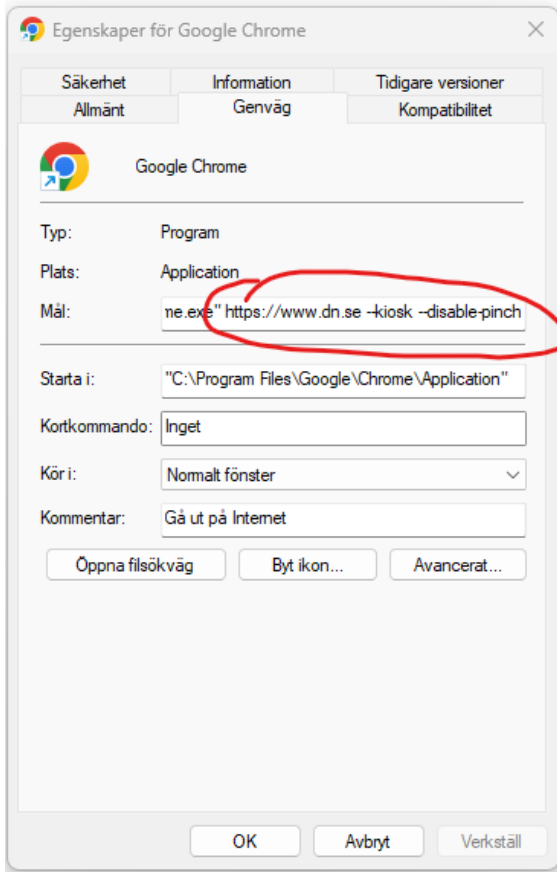 Egenskaper för Google Chrome
Säkerhet Information Tidigare versioner
Allmänt Genväg Kompatibilitet
Google Chrome
Typ: Program
Plats: Application
Mål: ne.exe" https://www.dn.se --kiosk --disable-pinch
Starta i: "C:\Program Files\Google\Chrome\Application"
Kortkommando: Inget
Kör i: Normalt fönster
Kommentar: Gå ut på Internet
Öppna filsökväg Byt ikon... Avancerat...
OK Avbryt Verkställ